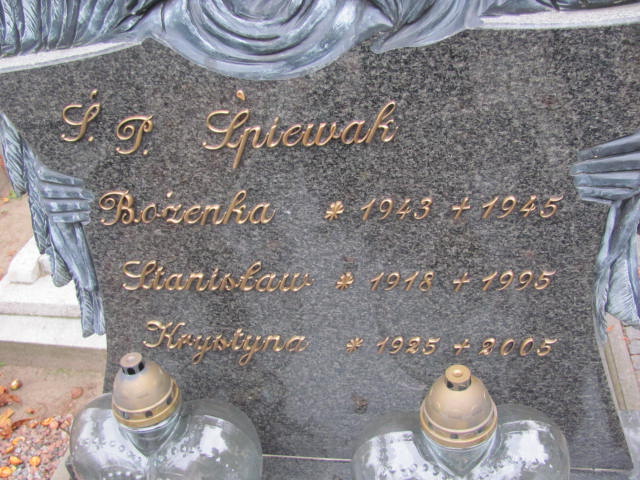 Ś. P. Śpiewak
Bożenka * 1943 + 1945
Stanisław * 1918 + 1995
Krystyna * 1925 + 2005